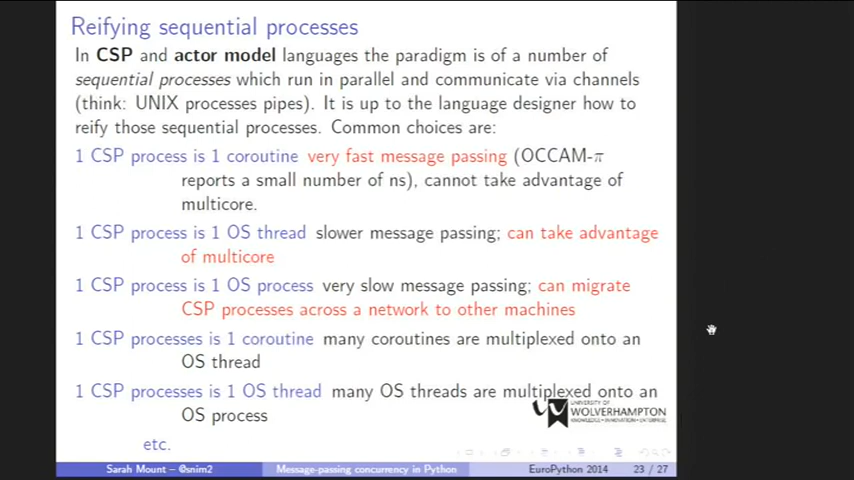 Reifying sequential processes
In CSP and actor model languages the paradigm is of a number of
sequential processes which run in parallel and communicate via channels
(think: UNIX processes pipes). It is up to the language designer how to
reify those sequential processes. Common choices are:
1 CSP process is 1 coroutine very fast message passing (OCCAM-π
reports a small number of ns), cannot take advantage of
multicore.
1 CSP process is 1 OS thread slower message passing; can take advantage
of multicore
1 CSP process is 1 OS process very slow message passing; can migrate
CSP processes across a network to other machines
1 CSP processes is 1 coroutine many coroutines are multiplexed onto an
OS thread
1 CSP processes is 1 OS thread many OS threads are multiplexed onto an
OS process
UNIVERSITY OF
WOLVERHAMPTON
KNOWLEDGE • INNOVATION • ENTERPRISE
etc.
Sarah Mount – @snim2 Message-passing concurrency in Python EuroPython 2014 23 / 27